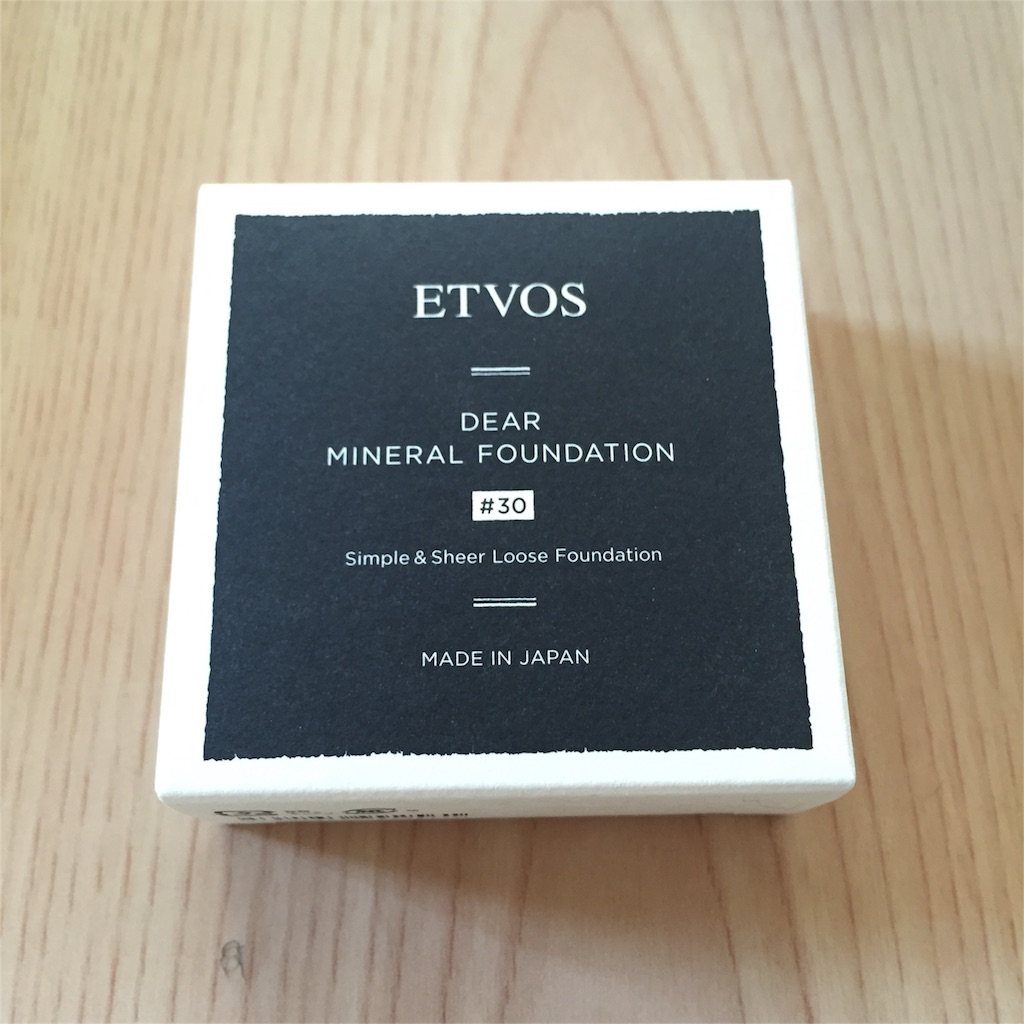 ETVOS
DEAR
MINERAL FOUNDATION
#30
Simple & Sheer Loose Foundation
MADE IN JAPAN